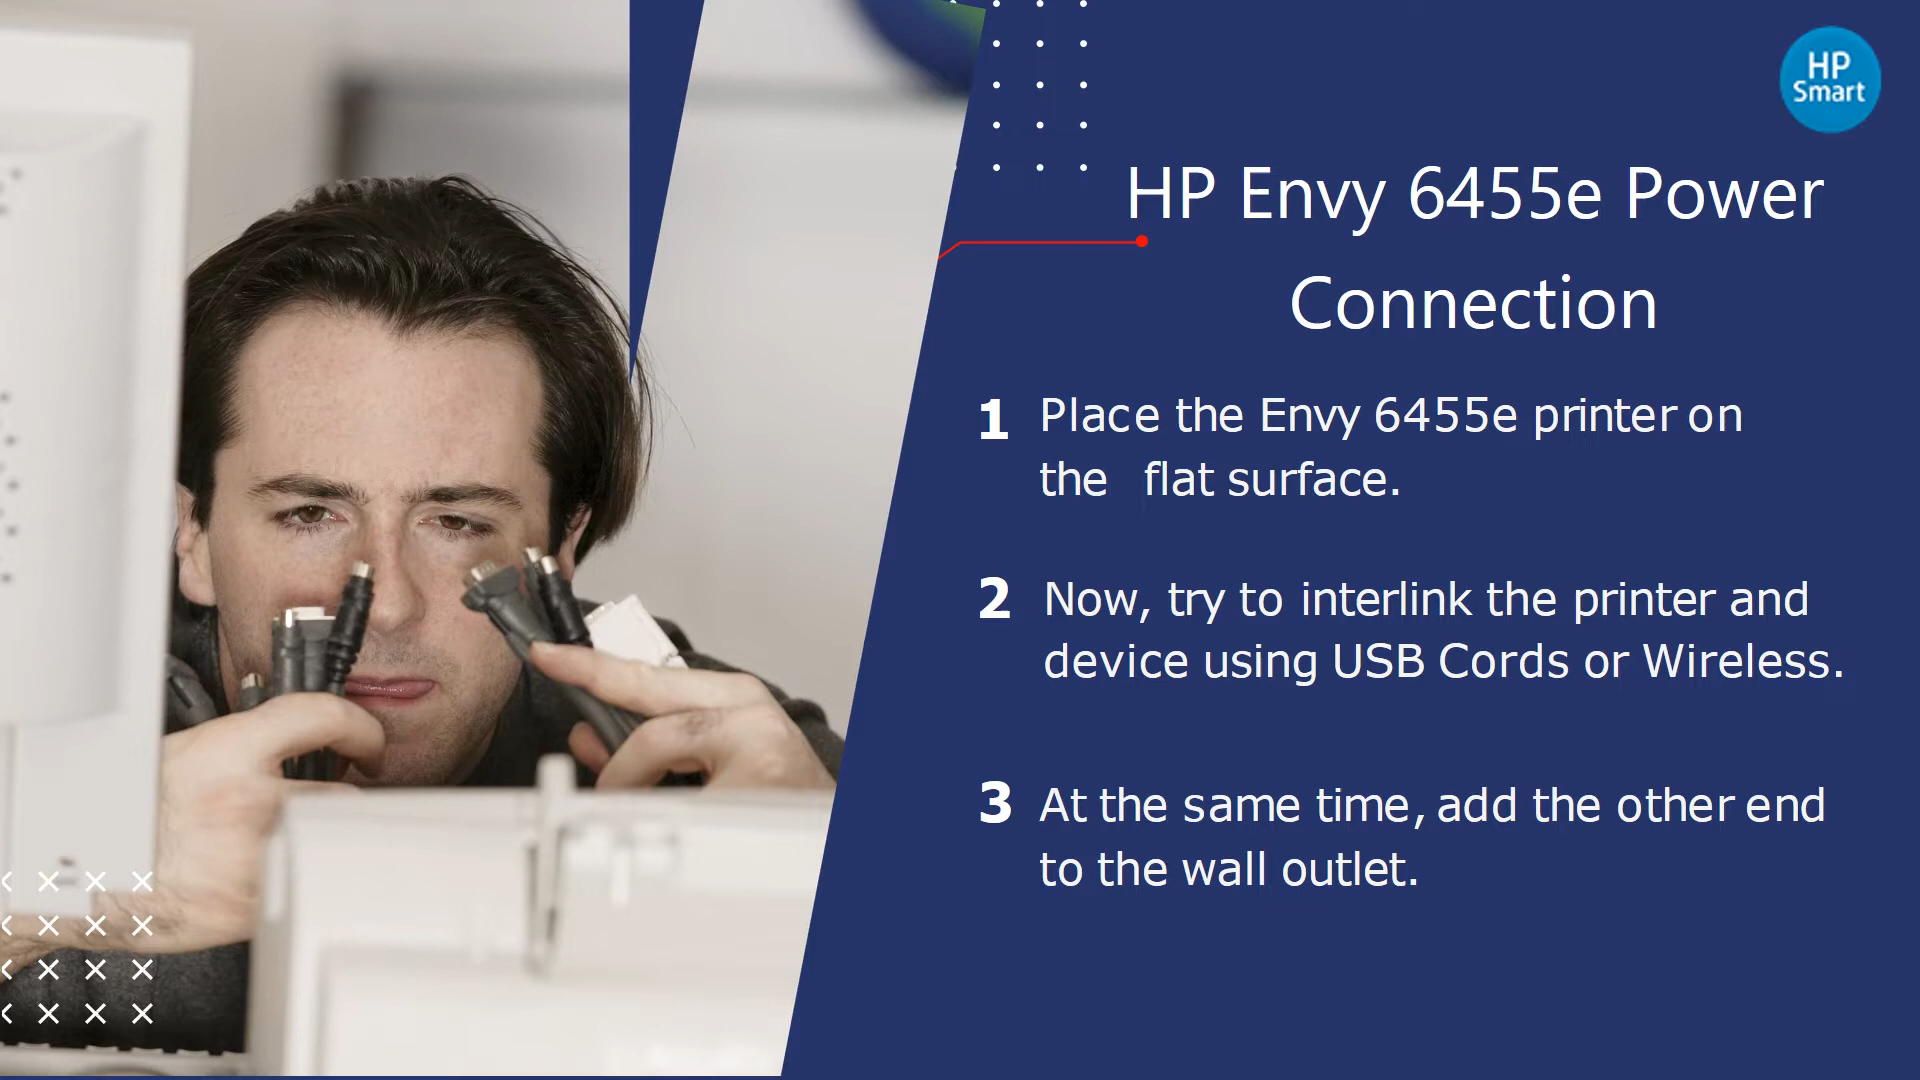 HP
Smart
HP Envy 6455e Power
Connection
1 Place the Envy 6455e printer on
the flat surface.
2 Now, try to interlink the printer and
device using USB Cords or Wireless.
3 At the same time, add the other end
to the wall outlet.